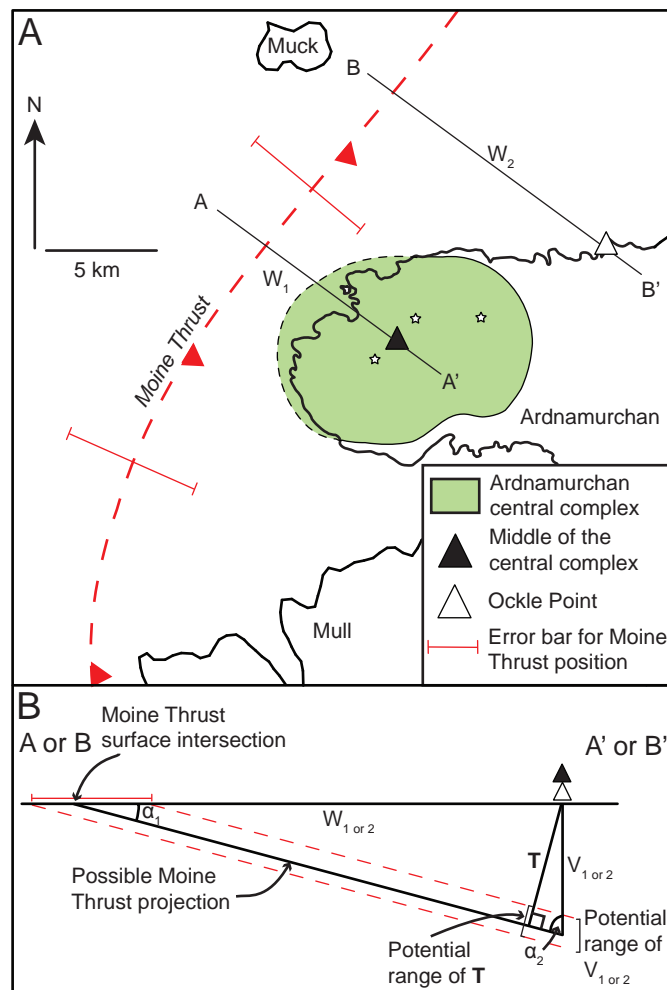 A
Muck
B
N
W2
A
5 km
W1
B'
Moine Thrust
A'
Ardnamurchan
Ardnamurchan
central complex
Middle of the
central complex
Ockle Point
Error bar for Moine
Thrust position
Mull
B
Moine Thrust
surface intersection
A or B
A' or B'
α1
W1 or 2
T
V1 or 2
Possible Moine
Thrust projection
Potential
range of T
α2
Potential
range of
V1 or 2